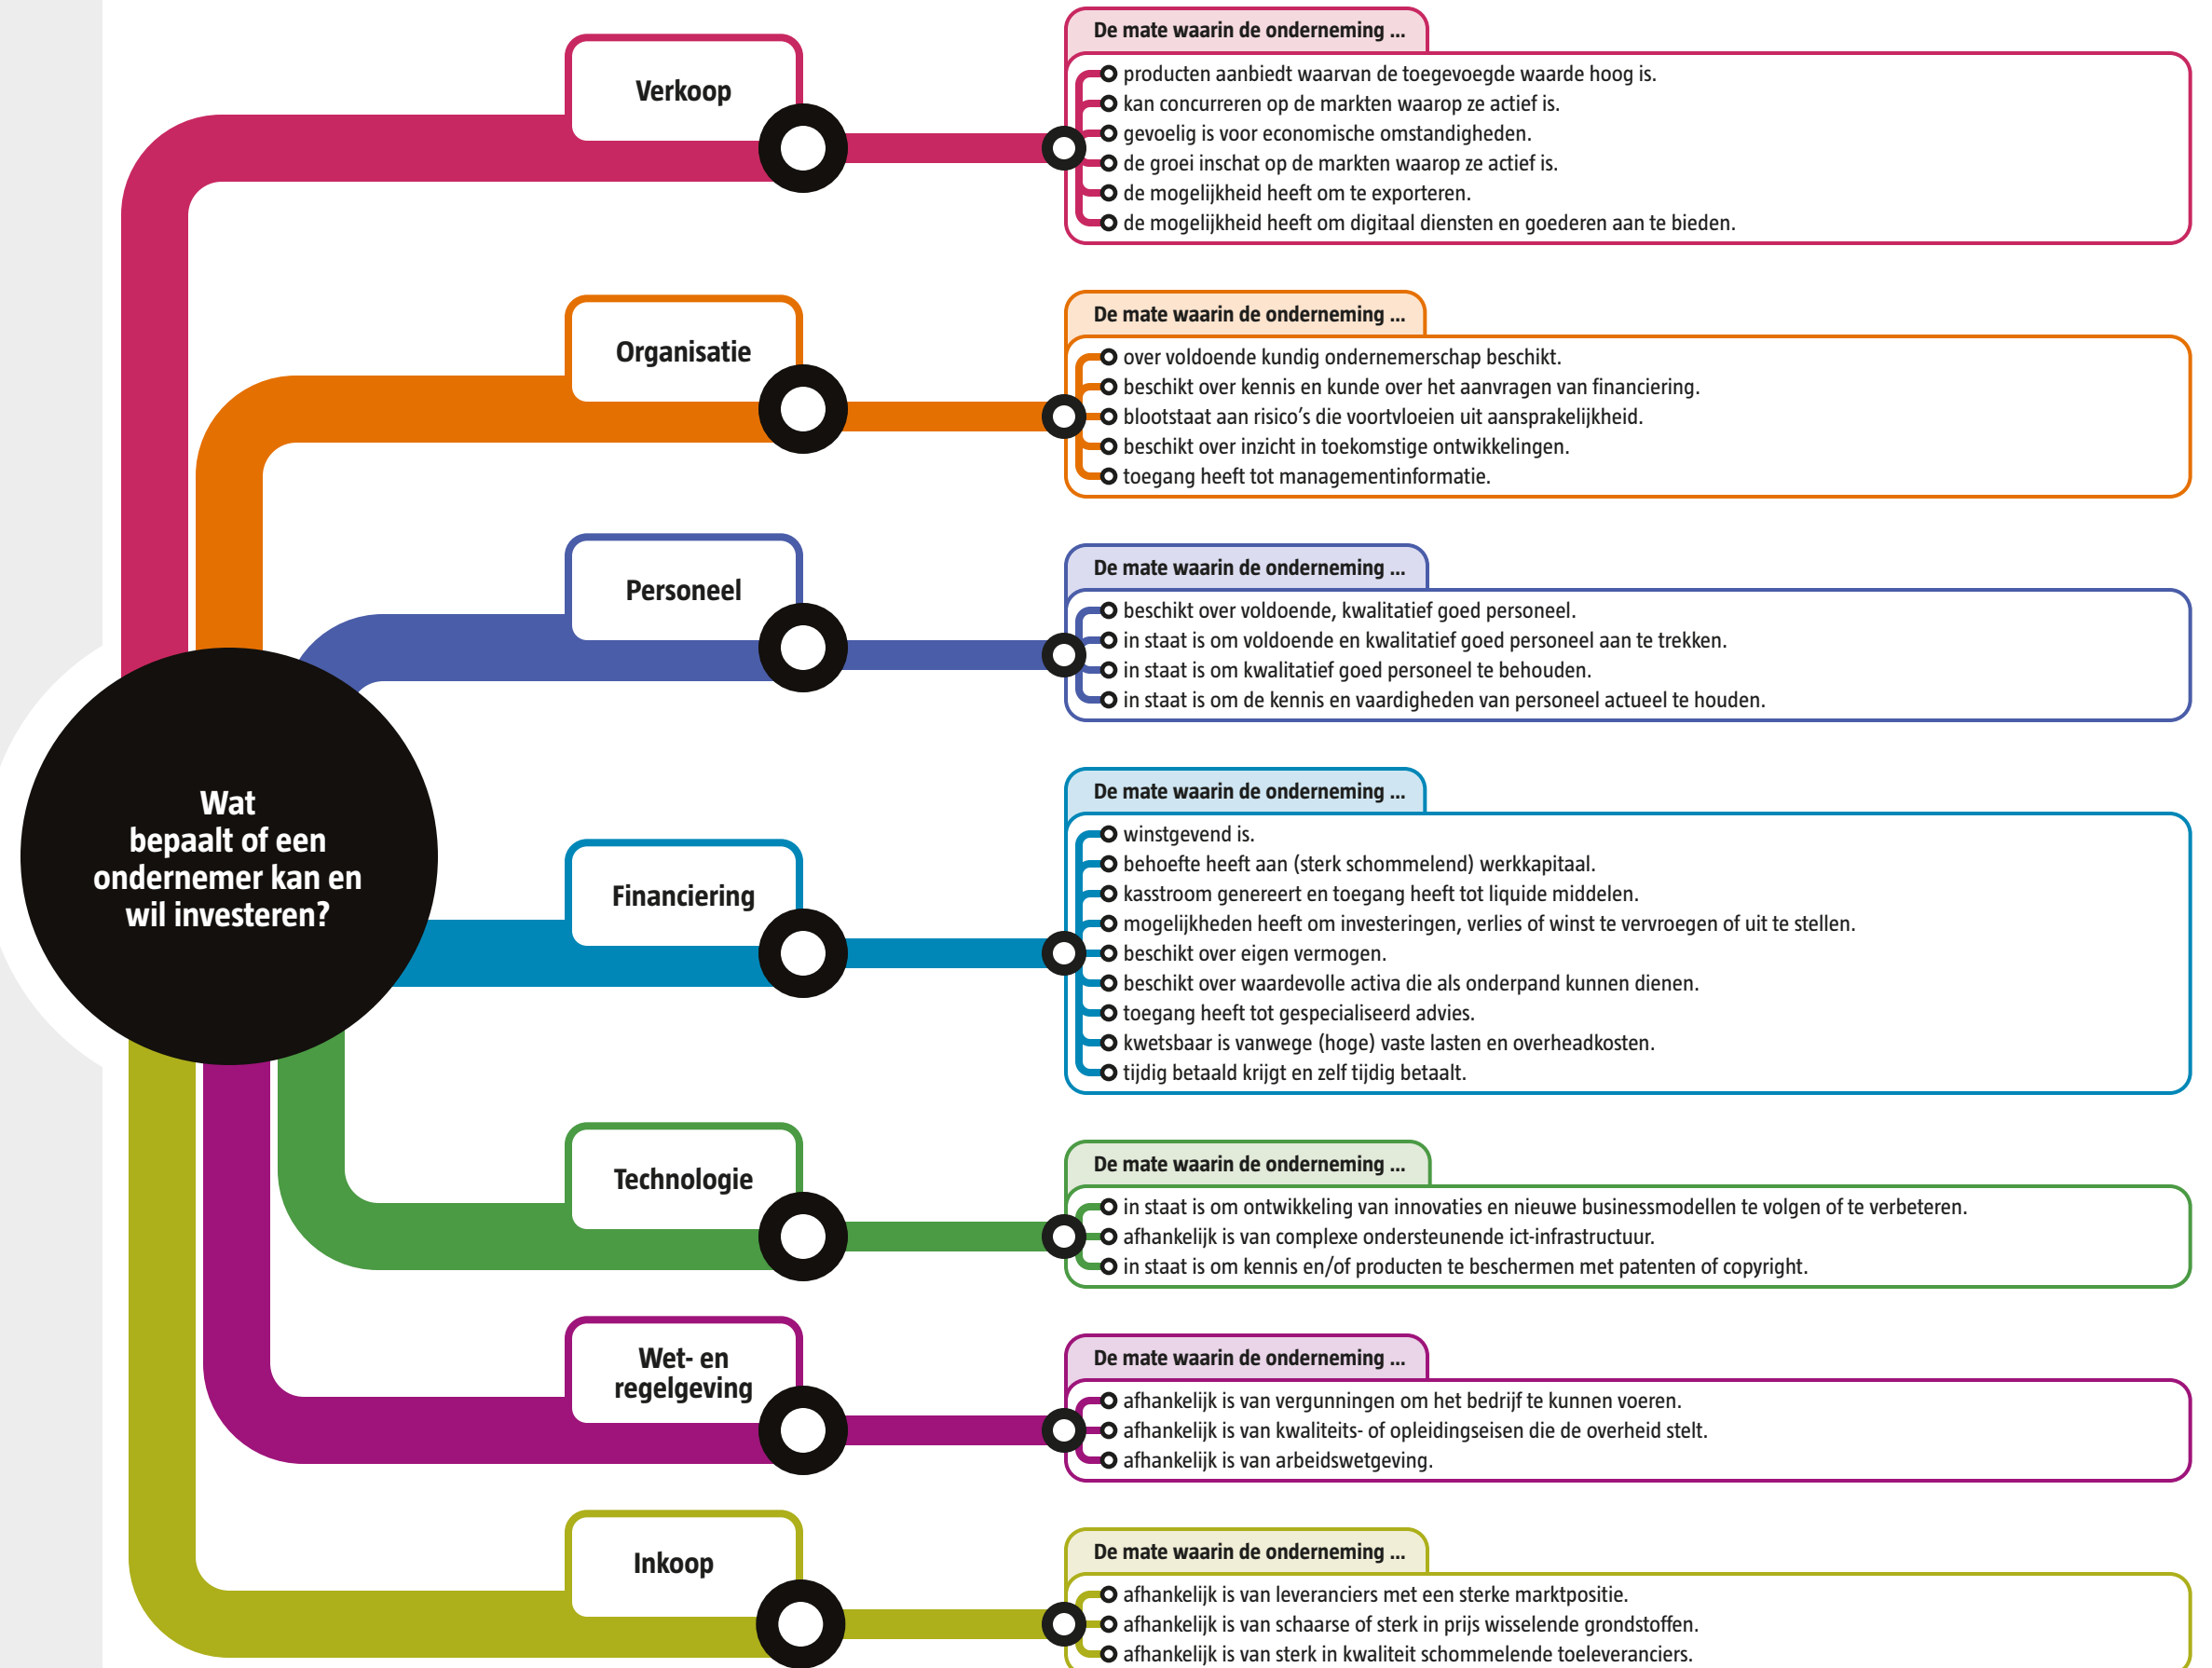 Wat
bepaalt of een
ondernemer kan en
wil investeren?
Verkoop
De mate waarin de onderneming ...
producten aanbiedt waarvan de toegevoegde waarde hoog is.
kan concurreren op de markten waarop ze actief is.
gevoelig is voor economische omstandigheden.
de groei inschat op de markten waarop ze actief is.
de mogelijkheid heeft om te exporteren.
de mogelijkheid heeft om digitaal diensten en goederen aan te bieden.
Organisatie
De mate waarin de onderneming ...
over voldoende kundig ondernemerschap beschikt.
beschikt over kennis en kunde over het aanvragen van financiering.
blootstaat aan risico’s die voortvloeien uit aansprakelijkheid.
beschikt over inzicht in toekomstige ontwikkelingen.
toegang heeft tot managementinformatie.
Personeel
De mate waarin de onderneming ...
beschikt over voldoende, kwalitatief goed personeel.
in staat is om voldoende en kwalitatief goed personeel aan te trekken.
in staat is om kwalitatief goed personeel te behouden.
in staat is om de kennis en vaardigheden van personeel actueel te houden.
Financiering
De mate waarin de onderneming ...
winstgevend is.
behoefte heeft aan (sterk schommelend) werkkapitaal.
kasstroom genereert en toegang heeft tot liquide middelen.
mogelijkheden heeft om investeringen, verlies of winst te vervroegen of uit te stellen.
beschikt over eigen vermogen.
beschikt over waardevolle activa die als onderpand kunnen dienen.
toegang heeft tot gespecialiseerd advies.
kwetsbaar is vanwege (hoge) vaste lasten en overheadkosten.
tijdig betaald krijgt en zelf tijdig betaalt.
Technologie
De mate waarin de onderneming ...
in staat is om ontwikkeling van innovaties en nieuwe businessmodellen te volgen of te verbeteren.
afhankelijk is van complexe ondersteunende ict-infrastructuur.
in staat is om kennis en/of producten te beschermen met patenten of copyright.
Wet- en
regelgeving
De mate waarin de onderneming ...
afhankelijk is van vergunningen om het bedrijf te kunnen voeren.
afhankelijk is van kwaliteits- of opleidingseisen die de overheid stelt.
afhankelijk is van arbeidswetgeving.
Inkoop
De mate waarin de onderneming ...
afhankelijk is van leveranciers met een sterke marktpositie.
afhankelijk is van schaarse of sterk in prijs wisselende grondstoffen.
afhankelijk is van sterk in kwaliteit schommelende toeleveranciers.